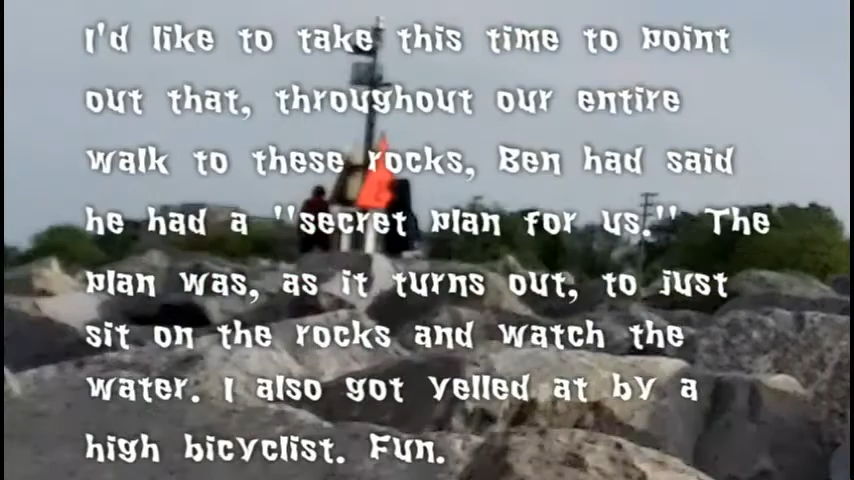 I'd like to take this time to point
out that, throughout our entire
walk to these rocks, Ben had said
he had a "secret plan for us." The
plan was, as it turns out, to just
sit on the rocks and watch the
water. I also got yelled at by a
high bicyclist. Fun.